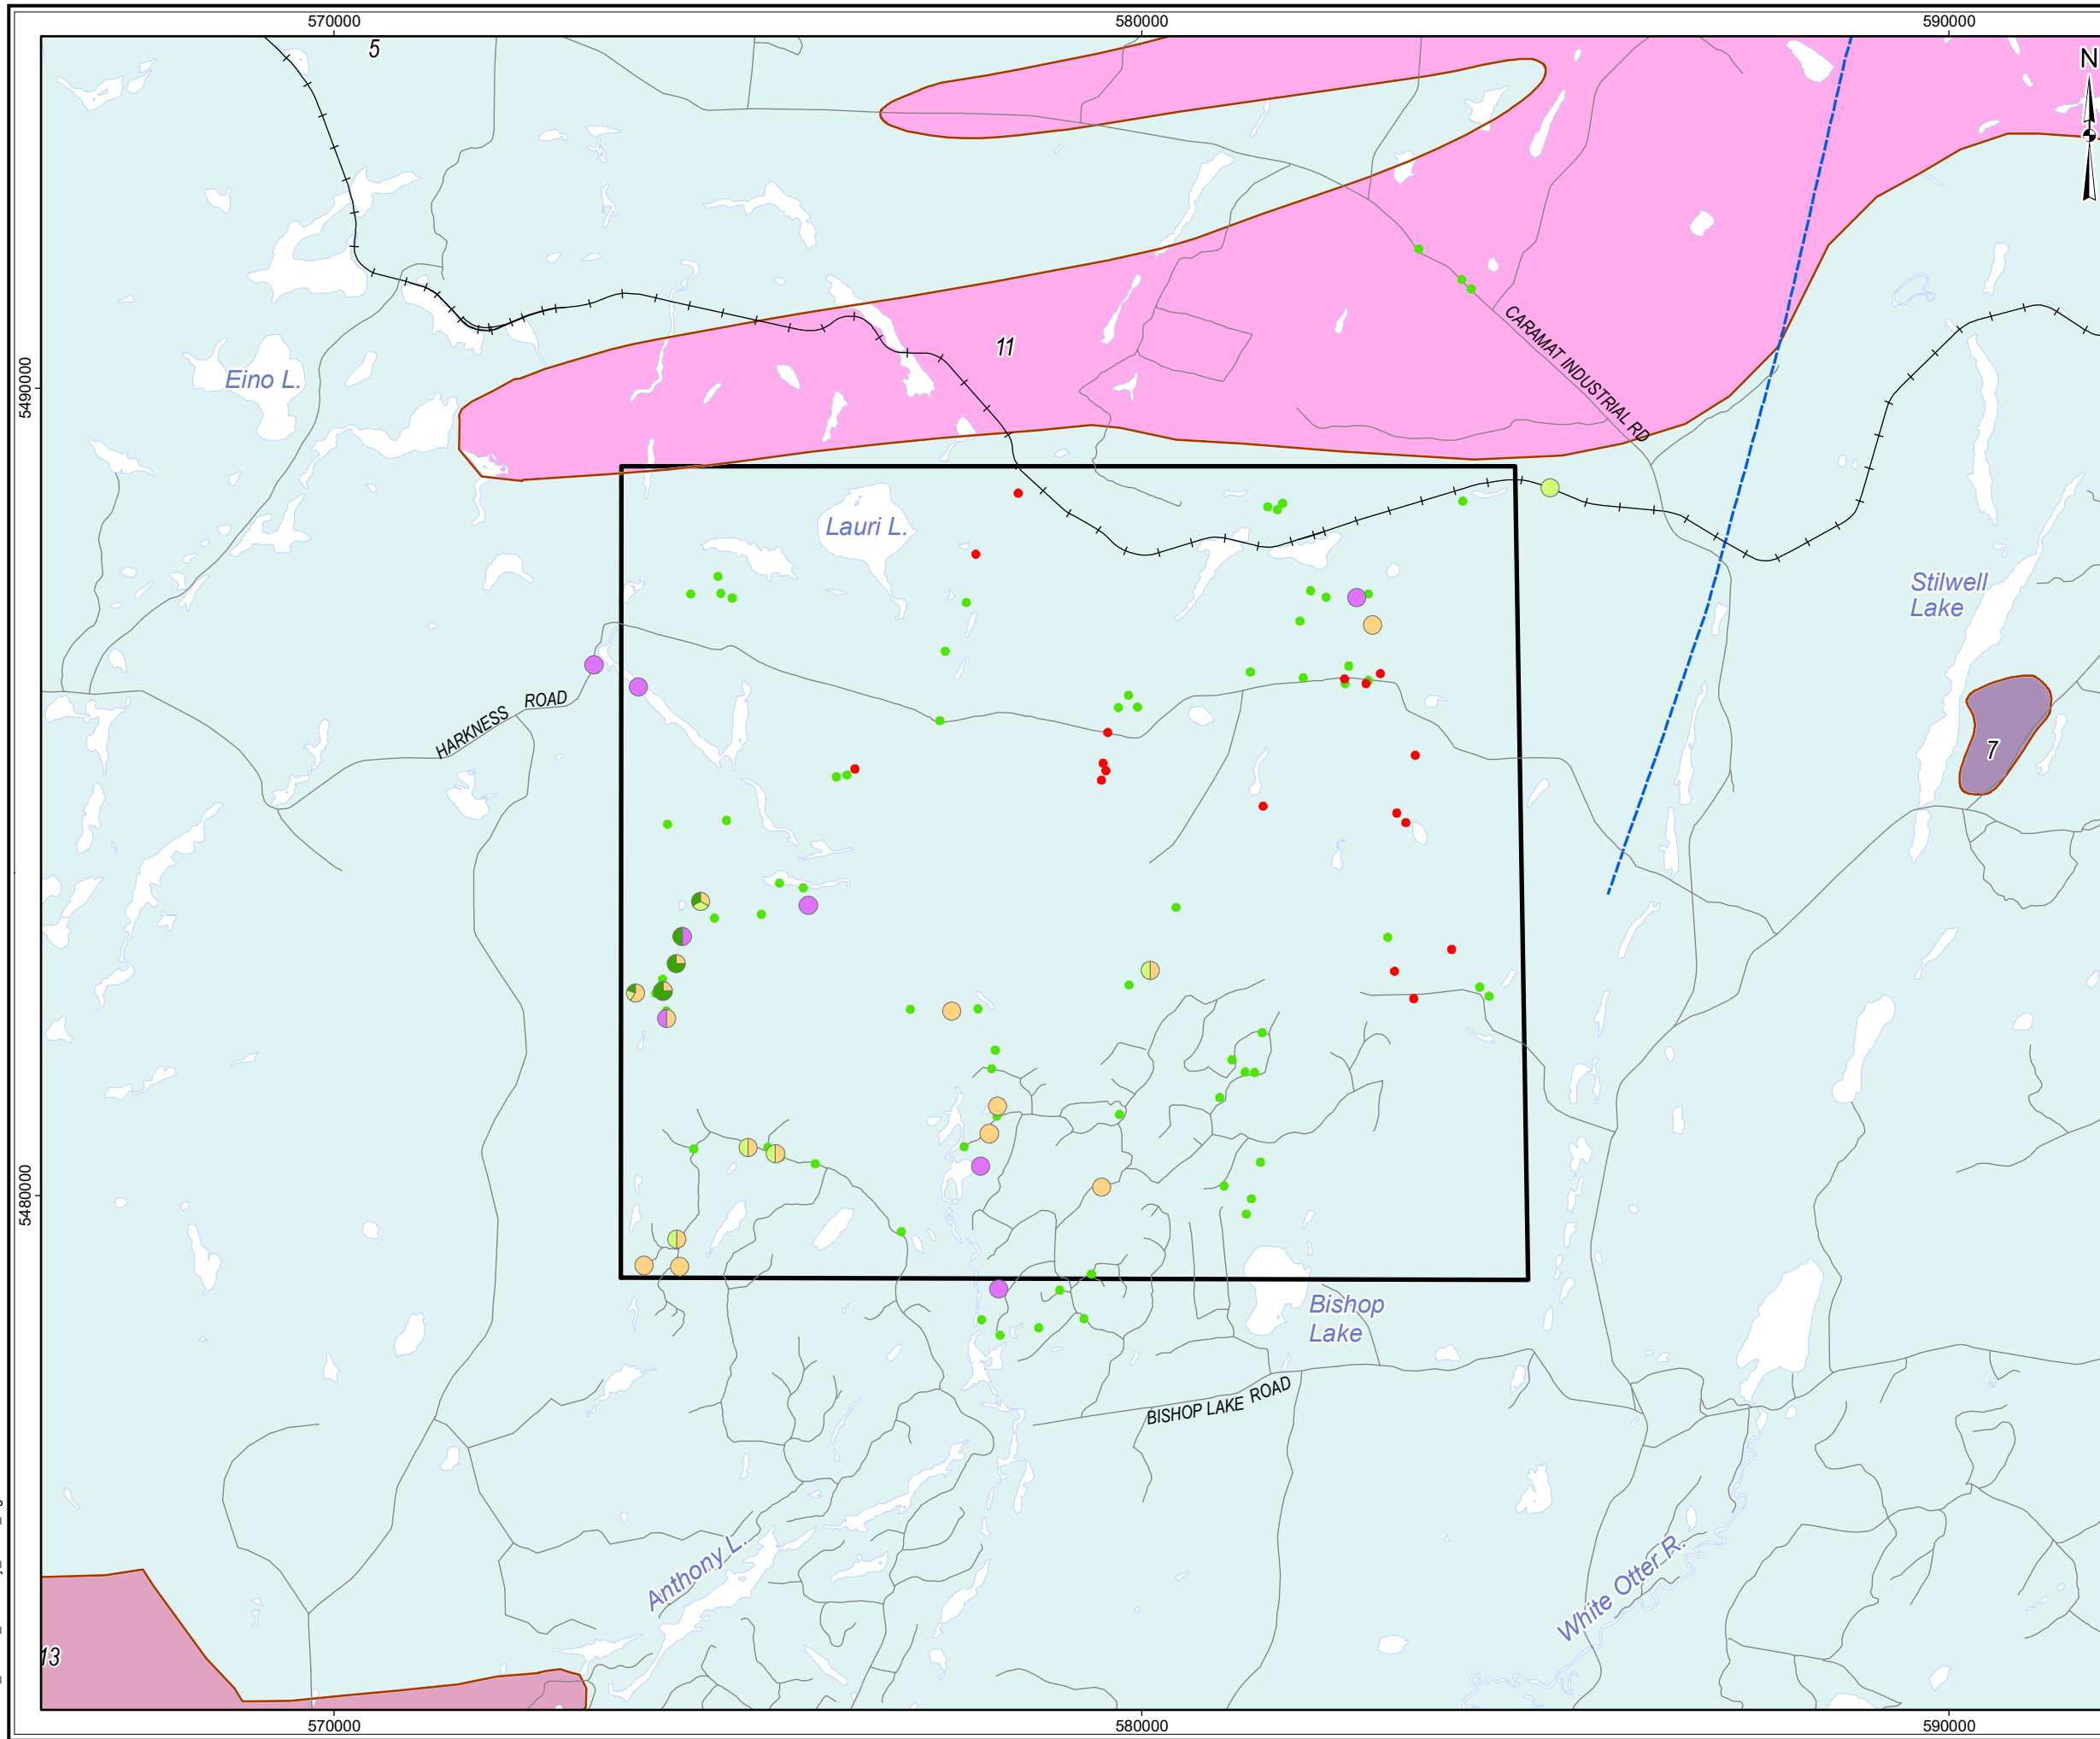 570000
580000
590000
5
N
11
CARAMAT INDUSTRIAL RD
5490000
Eino L.
Lauri L.
Stilwell
Lake
HARKNESS ROAD
7
5480000
Bishop
Lake
BISHOP LAKE ROAD
Anthony L.
White Otter R.
13
570000
580000
590000